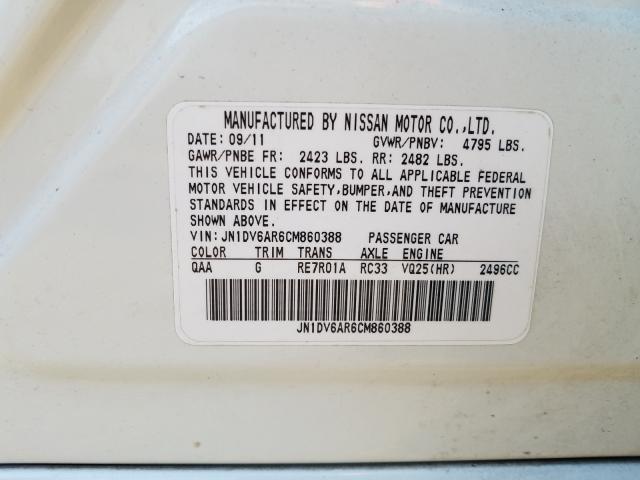 MANUFACTURED BY NISSAN MOTOR CO.,LTD.
DATE: 09/11 GVWR/PNBV: 4795 LBS.
GAWR/PNBE FR: 2423 LBS. RR: 2482 LBS.
THIS VEHICLE CONFORMS TO ALL APPLICABLE FEDERAL
MOTOR VEHICLE SAFETY,BUMPER,AND THEFT PREVENTION
STANDARDS IN EFFECT ON THE DATE OF MANUFACTURE
SHOWN ABOVE.
VIN: JN1DV6AR6CM860388 PASSENGER CAR
COLOR TRIM TRANS AXLE ENGINE
QAA G RE7R01A RC33 VQ25(HR) 2496CC
JN1DV6AR6CM860388